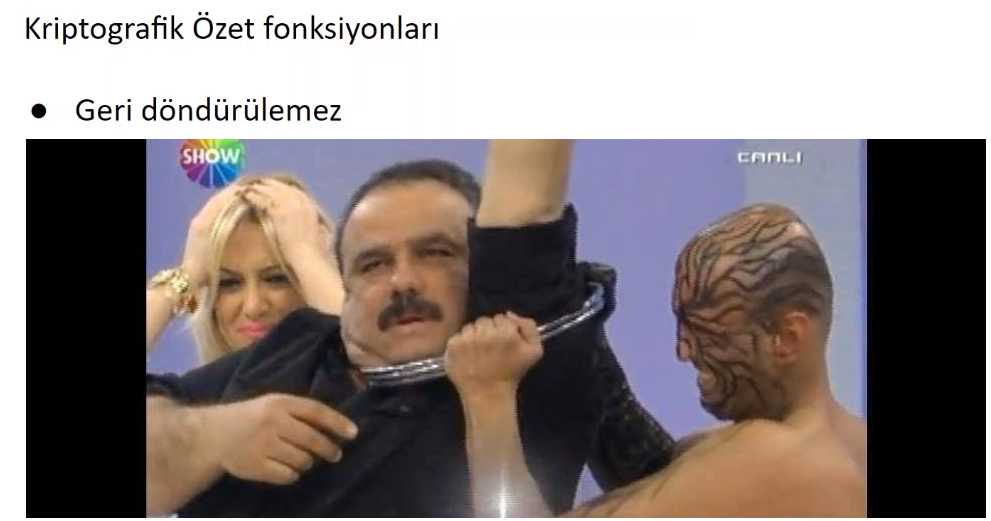 Kriptografik Özet fonksiyonları
● Geri döndürülemez
SHOW
CANLI